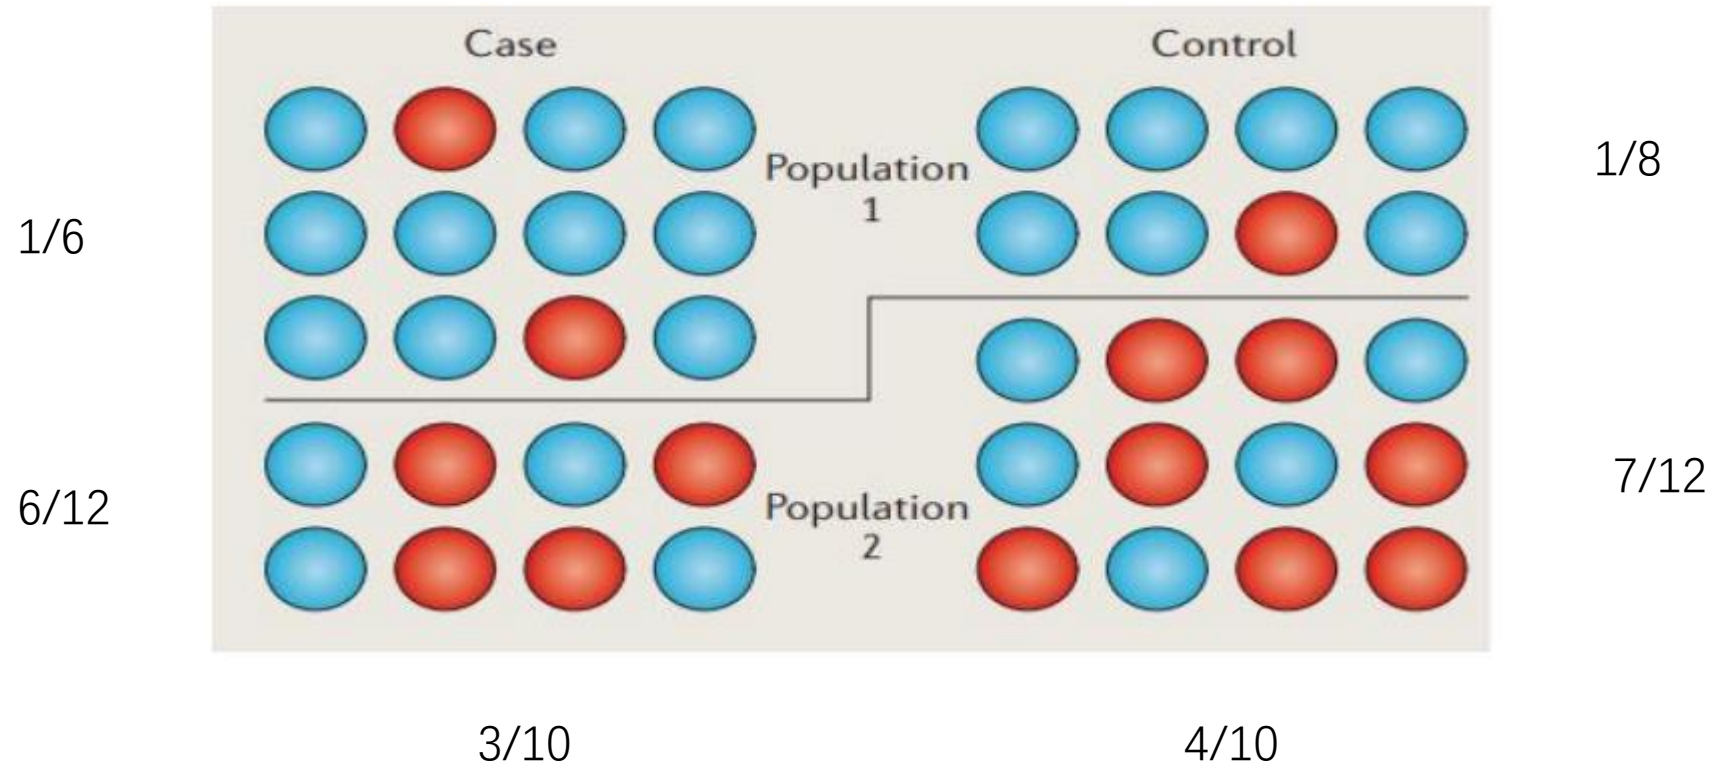 Case
Control
1/8
Population
1
1/6
6/12
7/12
Population
2
3/10
4/10